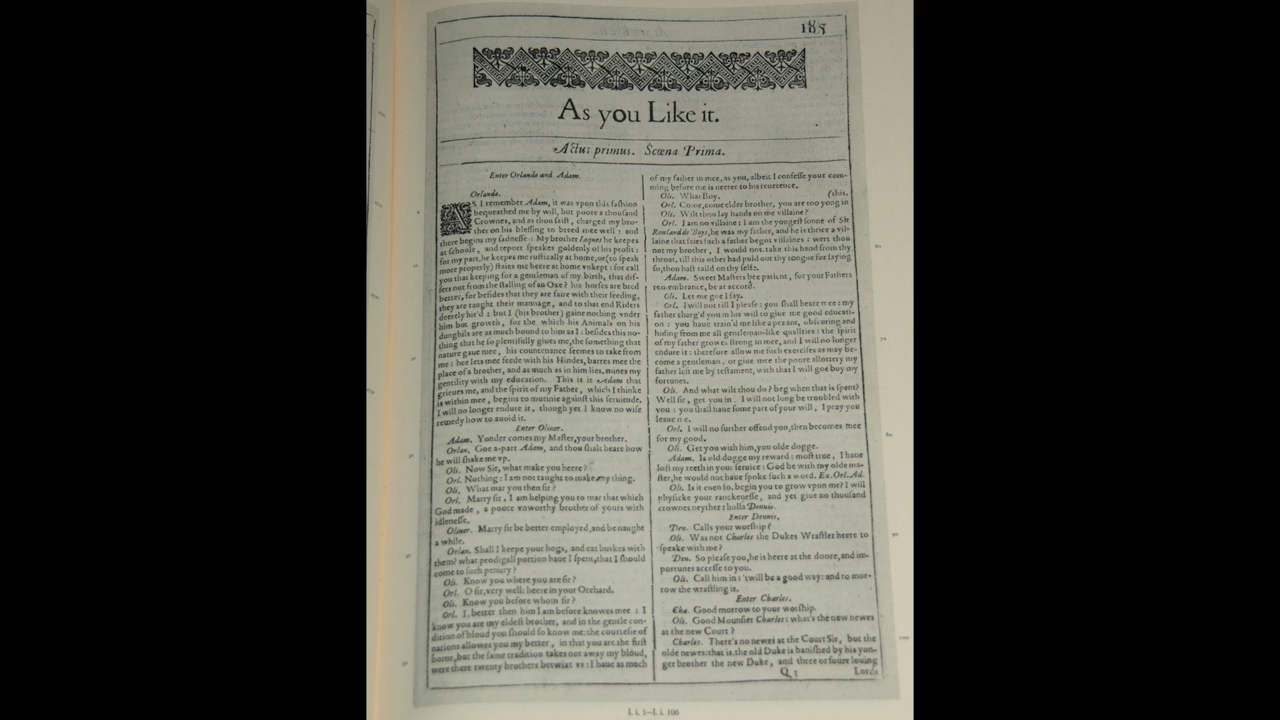 185
As you Like it.
Actus primus. Scœna Prima.
Enter Orlando and Adam.
Orlando.
AS I remember Adam, it was vpon this fashion
bequeathed me by will, but poore a thousand
Crownes, and as thou saist, charged my bro-
ther on his blessing to breed mee well: and
there begins my sadnesse: My brother Iaques he keepes
at schoole, and report speakes goldenly of his profit:
for my part, he keepes me rustically at home, or (to speak
more properly) staies me heere at home vnkept: for call
you that keeping for a gentleman of my birth, that dif-
fers not from the stalling of an Oxe? his horses are bred
better, for besides that they are faire with their feeding,
they are taught their mannage, and to that end Riders
deerely hir'd: but I (his brother) gaine nothing vnder
him but growth, for the which his Animals on his
dunghils are as much bound to him as I: besides this no-
thing that he so plentifully giues me, the something that
nature gaue mee, his countenance seemes to take from
me: hee lets mee feede with his Hindes, barres mee the
place of a brother, and as much as in him lies, mines my
gentility with my education. This is it Adam that
grieues me, and the spirit of my Father, which I thinke
is within mee, begins to mutinie against this seruitude.
I will no longer endure it, though yet I know no wise
remedy how to auoid it.
Enter Oliuer.
Adam. Yonder comes my Master, your brother.
Orlan. Goe a-part Adam, and thou shalt heare how
he will shake me vp.
Oli. Now Sir, what make you heere?
Orl. Nothing: I am not taught to make any thing.
Oli. What mar you then sir?
Orl. Marry sir, I am helping you to mar that which
God made, a poore vnworthy brother of yours with
idlenesse.
Oliuer. Marry sir be better employed, and be naught
a while.
Orlan. Shall I keepe your hogs, and eat huskes with
them? what prodigall portion haue I spent, that I should
come to such penury?
Oli. Know you where you are sir?
Orl. O sir, very well: heere in your Orchard.
Oli. Know you before whom sir?
Orl. I, better then him I am before knowes mee: I
know you are my eldest brother, and in the gentle con-
dition of bloud you should so know me: the courtesie of
nations allowes you my better, in that you are the first
borne, but the same tradition takes not away my bloud,
were there twenty brothers betwixt vs: I haue as much
of my father in mee, as you, albeit I confesse your com-
ming before me is neerer to his reuerence.
Oli. What Boy. (this.
Orl. Come, come elder brother, you are too yong in
Oli. Wilt thou lay hands on me villaine?
Orl. I am no villaine: I am the yongest sonne of Sir
Rowland de Boys, he was my father, and he is thrice a vil-
laine that saies such a father begot villaines: wert thou
not my brother, I would not take this hand from thy
throat, till this other had puld out thy tongue for saying
so, thou hast raild on thy selfe.
Adam. Sweet Masters bee patient, for your Fathers
remembrance, be at accord.
Oli. Let me goe I say.
Orl. I will not till I please: you shall heare mee: my
father charg'd you in his will to giue me good educati-
on: you haue train'd me like a pezant, obscuring and
hiding from me all gentleman-like qualities: the spirit
of my father growes strong in mee, and I will no longer
endure it: therefore allow me such exercises as may be-
come a gentleman, or giue mee the poore allottery my
father left me by testament, with that I will goe buy my
fortunes.
Oli. And what wilt thou do? beg when that is spent?
Well sir, get you in. I will not long be troubled with
you: you shall haue some part of your will, I pray you
leaue me.
Orl. I will no further offend you, then becomes mee
for my good.
Oli. Get you with him, you olde dogge.
Adam. Is old dogge my reward: most true, I haue
lost my teeth in your seruice: God be with my olde ma-
ster, he would not haue spoke such a word. Ex. Orl. Ad.
Oli. Is it euen so, begin you to grow vpon me? I will
physicke your ranckenesse, and yet giue no thousand
crownes neyther: holla Dennis.
Enter Dennis.
Den. Calls your worship?
Oli. Was not Charles the Dukes Wrastler heere to
speake with me?
Den. So please you, he is heere at the doore, and im-
portunes accesse to you.
Oli. Call him in: 'twill be a good way: and to mor-
row the wrastling is.
Enter Charles.
Cha. Good morrow to your worship.
Oli. Good Mounsier Charles: what's the new newes
at the new Court?
Charles. There's no newes at the Court Sir, but the
olde newes: that is, the old Duke is banished by his yon-
ger brother the new Duke, and three or foure louing
Q3 Lords
I. i. 1–I. i. 106